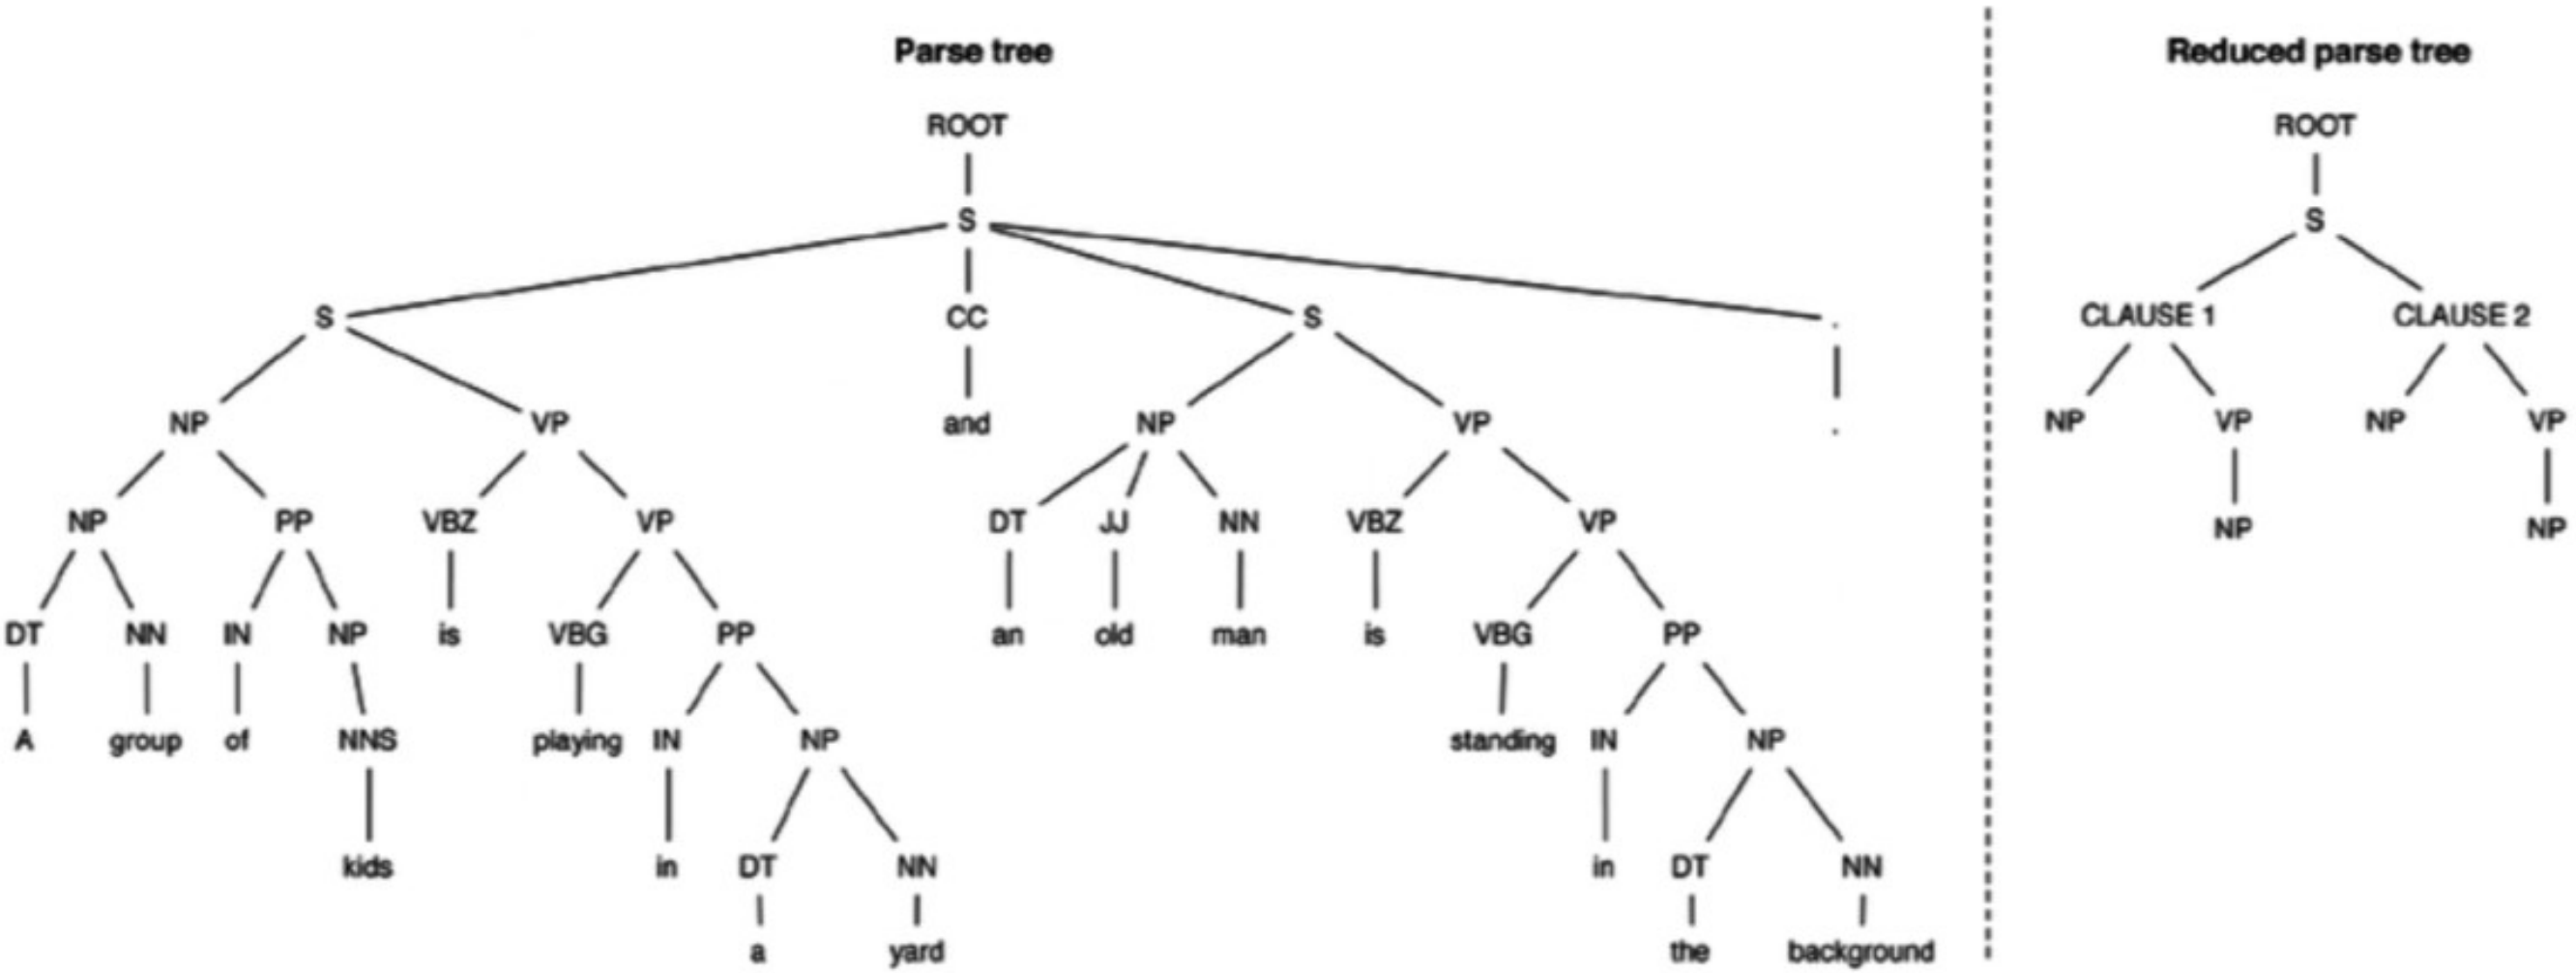 Parse tree Reduced parse tree
ROOT ROOT
S S
S CC S . CLAUSE 1 CLAUSE 2
NP VP and NP VP . NP VP NP VP
NP PP VBZ VP DT JJ NN VBZ VP NP NP
DT NN IN NP is VBG PP an old man is VBG PP
A group of NNS playing IN NP standing IN NP
kids in DT NN in DT NN
a yard the background